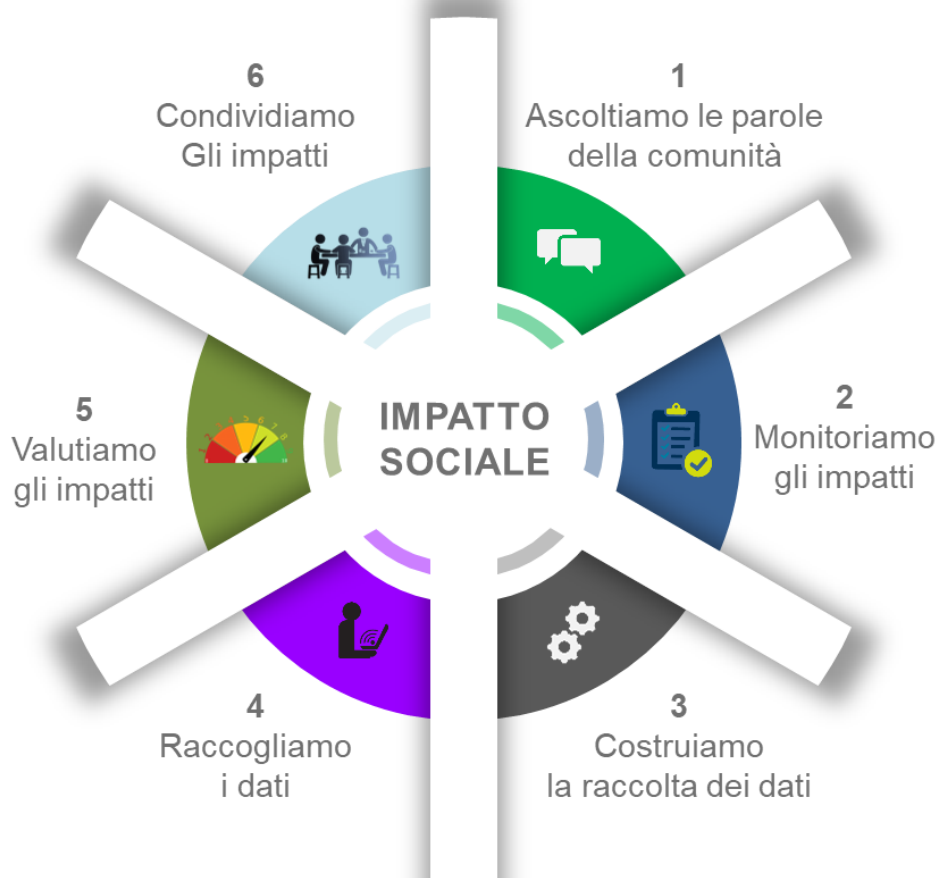 IMPATTO
SOCIALE
1
Ascoltiamo le parole
della comunità
2
Monitoriamo
gli impatti
3
Costruiamo
la raccolta dei dati
4
Raccogliamo
i dati
5
Valutiamo
gli impatti
6
Condividiamo
Gli impatti